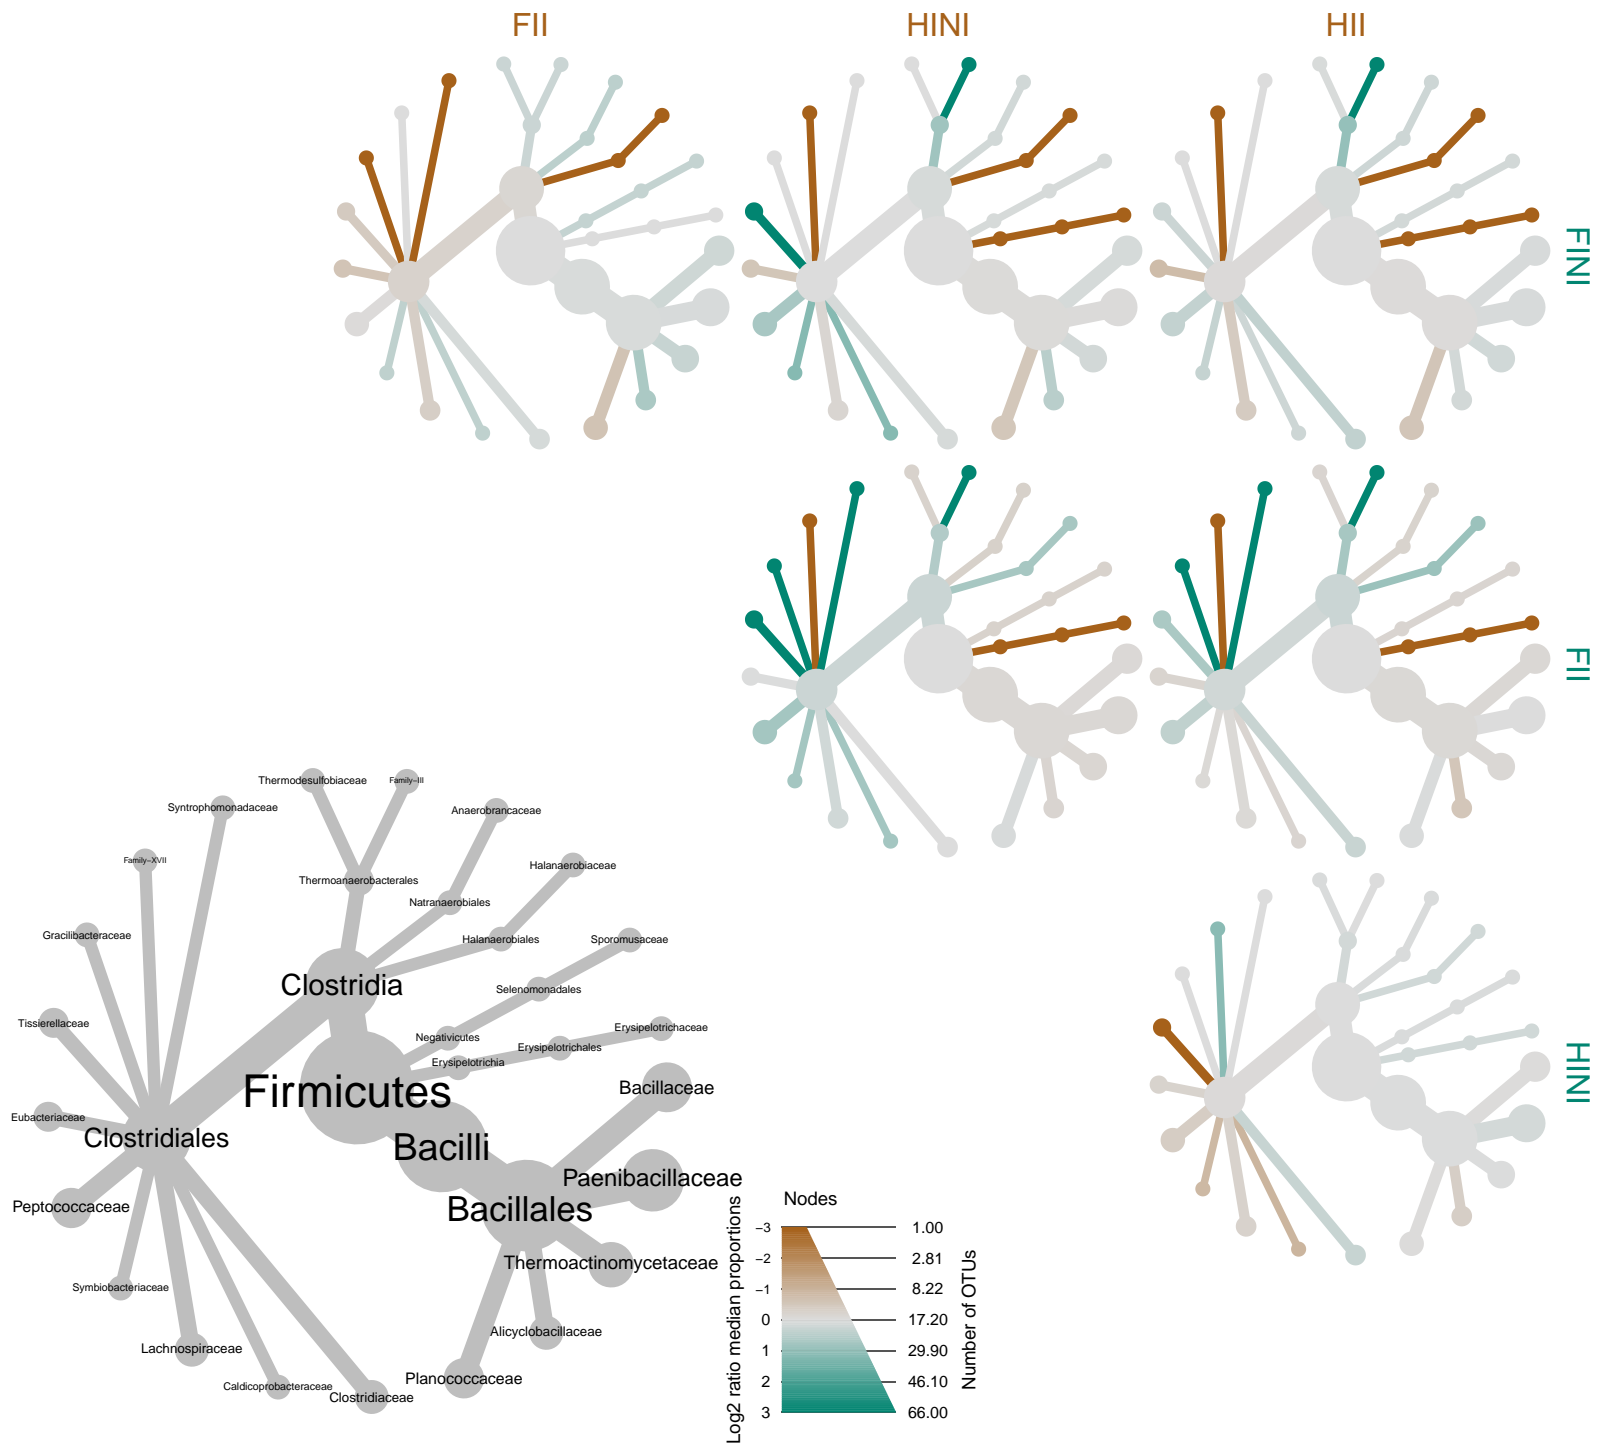 FII
HINI
HII
FINI
FII
HINI
Thermodesulfobiaceae
Family−III
Syntrophomonadaceae
Anaerobrancaceae
Family−XVII
Halanaerobiaceae
Thermoanaerobacterales
Natranaerobiales
Gracilibacteraceae
Halanaerobiales
Sporomusaceae
Clostridia
Selenomonadales
Tissierellaceae
Negativicutes
Erysipelotrichaceae
Erysipelotrichales
Erysipelotrichia
Firmicutes
Bacillaceae
Eubacteriaceae
Clostridiales
Bacilli
Paenibacillaceae
Peptococcaceae
Bacillales
Thermoactinomycetaceae
Symbiobacteriaceae
Alicyclobacillaceae
Lachnospiraceae
Planococcaceae
Caldicoprobacteraceae
Clostridiaceae
Nodes
Log2 ratio median proportions
Number of OTUs
−3 1.00
−2 2.81
−1 8.22
0 17.20
1 29.90
2 46.10
3 66.00